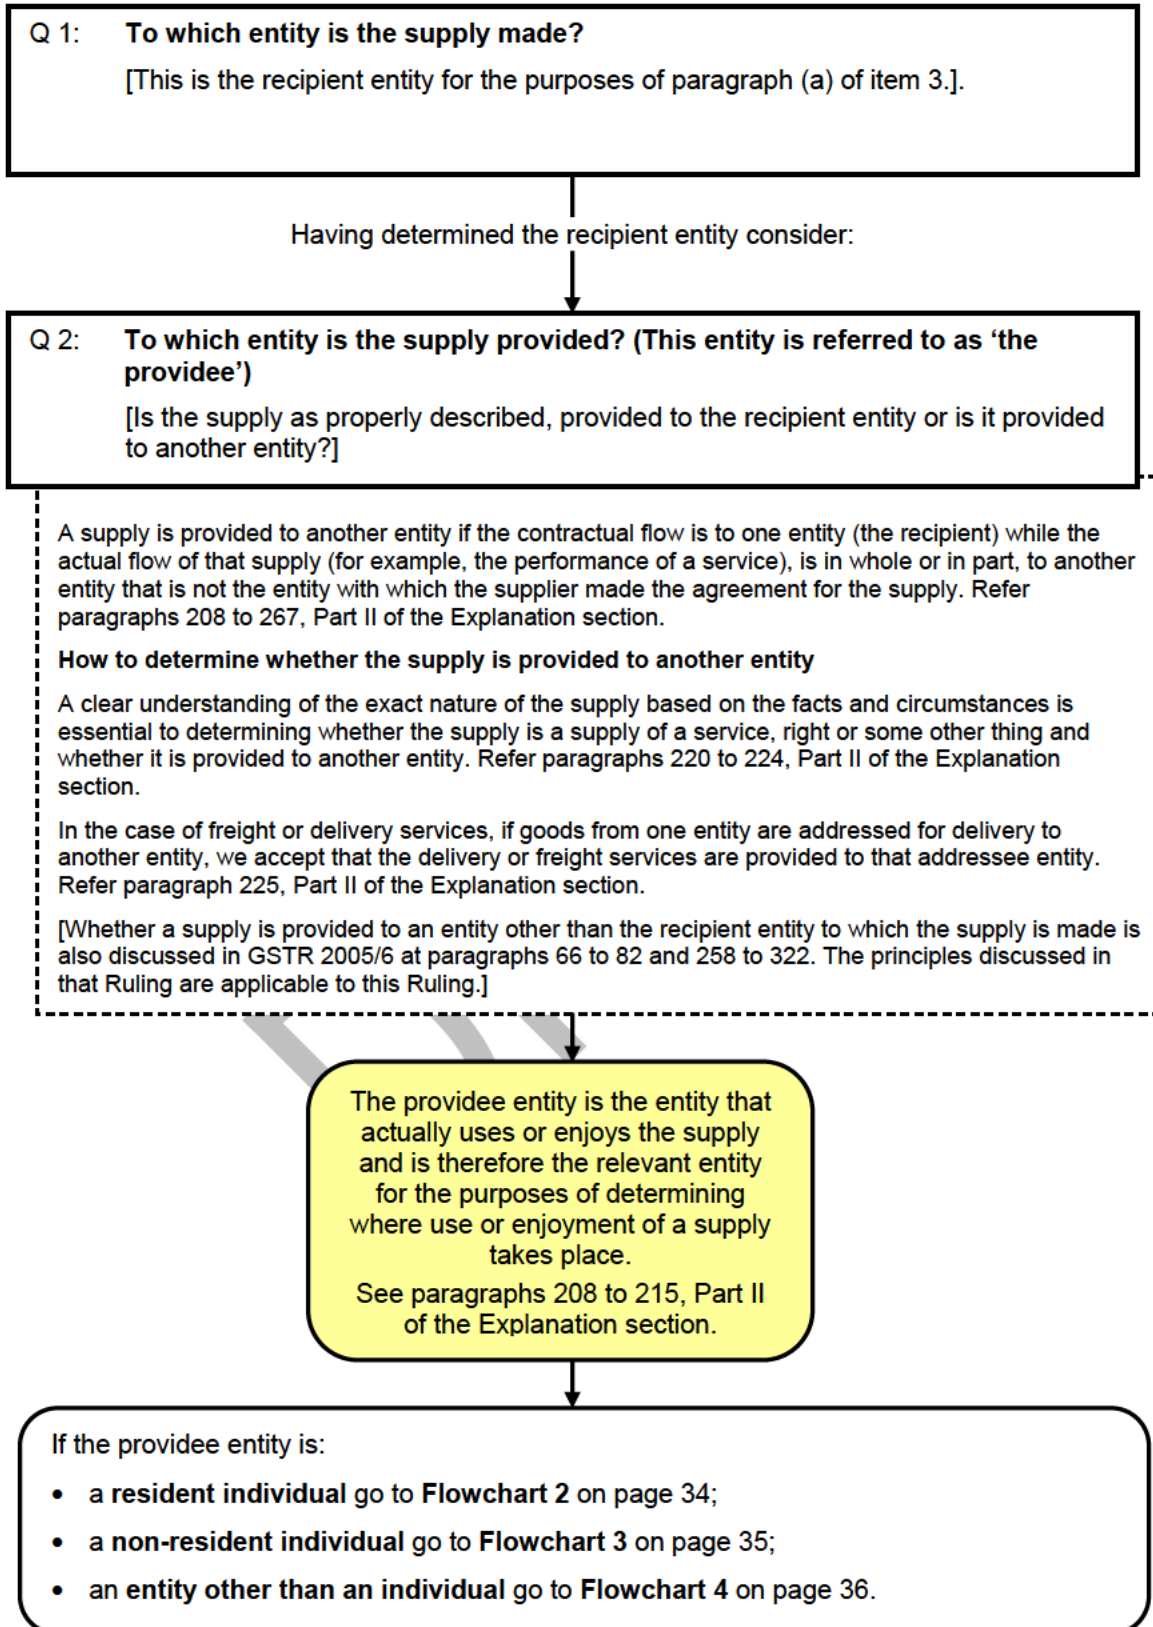 Q 1: To which entity is the supply made?
[This is the recipient entity for the purposes of paragraph (a) of item 3.].
Having determined the recipient entity consider:
Q 2: To which entity is the supply provided? (This entity is referred to as ‘the
providee’)
[Is the supply as properly described, provided to the recipient entity or is it provided
to another entity?]
A supply is provided to another entity if the contractual flow is to one entity (the recipient) while the
actual flow of that supply (for example, the performance of a service), is in whole or in part, to another
entity that is not the entity with which the supplier made the agreement for the supply. Refer
paragraphs 208 to 267, Part II of the Explanation section.
How to determine whether the supply is provided to another entity
A clear understanding of the exact nature of the supply based on the facts and circumstances is
essential to determining whether the supply is a supply of a service, right or some other thing and
whether it is provided to another entity. Refer paragraphs 220 to 224, Part II of the Explanation
section.
In the case of freight or delivery services, if goods from one entity are addressed for delivery to
another entity, we accept that the delivery or freight services are provided to that addressee entity.
Refer paragraph 225, Part II of the Explanation section.
[Whether a supply is provided to an entity other than the recipient entity to which the supply is made is
also discussed in GSTR 2005/6 at paragraphs 66 to 82 and 258 to 322. The principles discussed in
that Ruling are applicable to this Ruling.]
The providee entity is the entity that
actually uses or enjoys the supply
and is therefore the relevant entity
for the purposes of determining
where use or enjoyment of a supply
takes place.
See paragraphs 208 to 215, Part II
of the Explanation section.
If the providee entity is:
• a resident individual go to Flowchart 2 on page 34;
• a non-resident individual go to Flowchart 3 on page 35;
• an entity other than an individual go to Flowchart 4 on page 36.